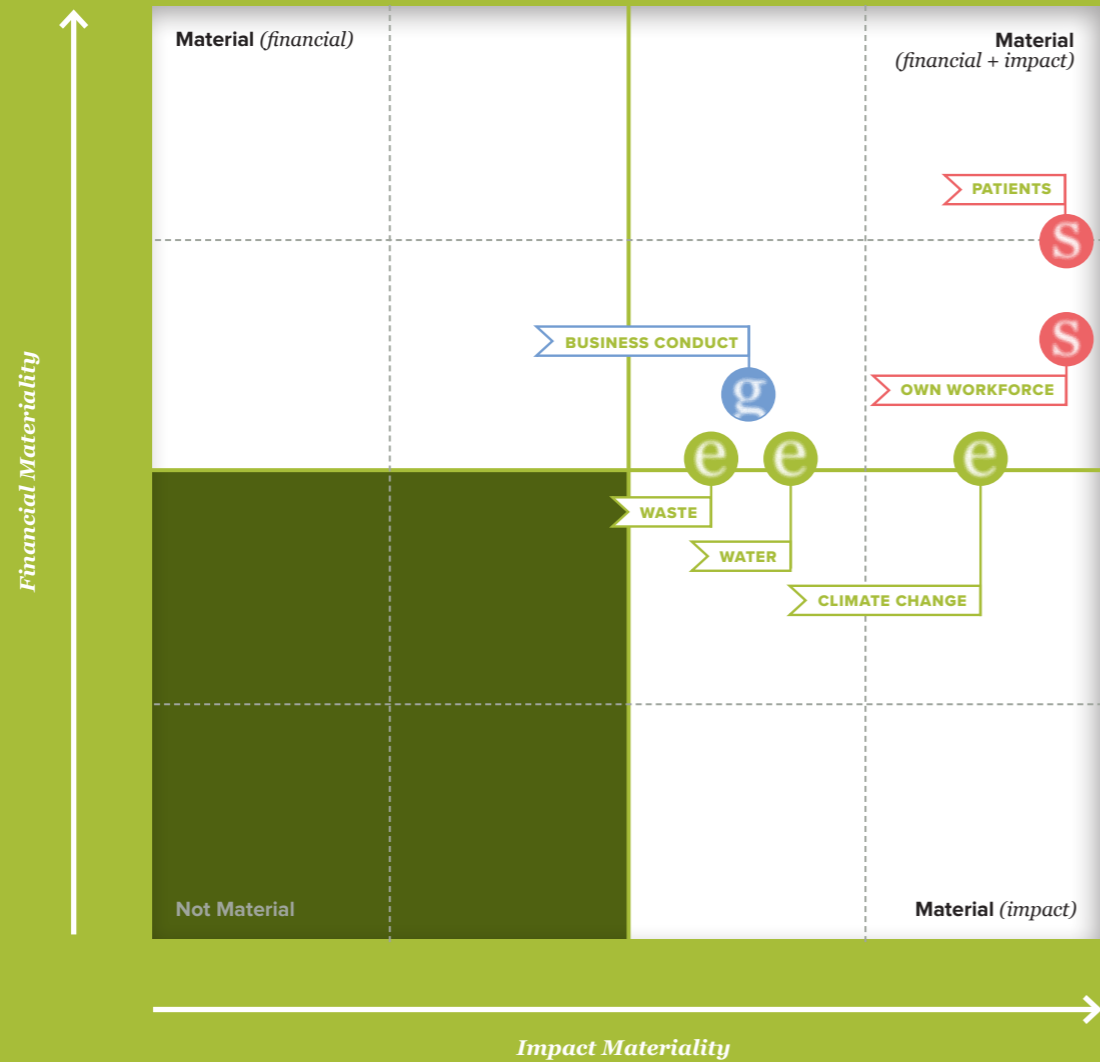 Material (financial)
Material
(financial + impact)
PATIENTS
S
S
BUSINESS CONDUCT
OWN WORKFORCE
g
e
e
e
WASTE
WATER
CLIMATE CHANGE
Financial Materiality
Not Material
Material (impact)
Impact Materiality